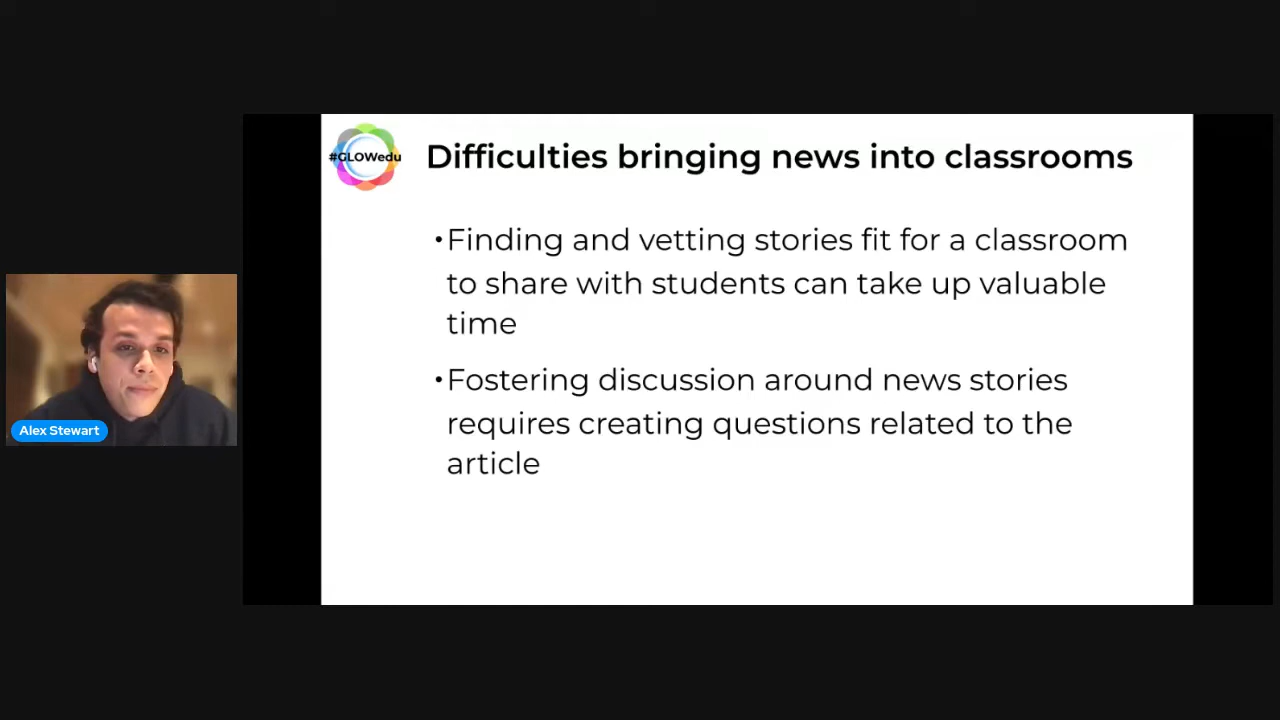 #GLOWedu
Difficulties bringing news into classrooms
•Finding and vetting stories fit for a classroom
to share with students can take up valuable
time
•Fostering discussion around news stories
requires creating questions related to the
article
Alex Stewart